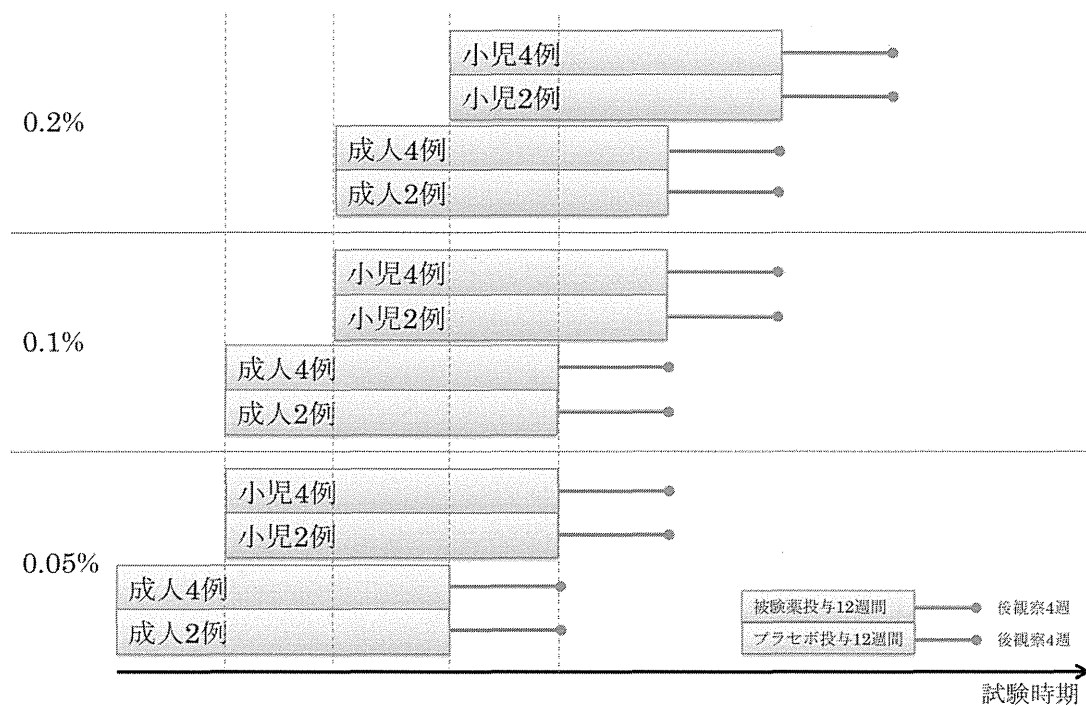 小児4例
小児2例
0.2%
成人4例
成人2例
小児4例
小児2例
0.1%
成人4例
成人2例
小児4例
小児2例
0.05%
成人4例
成人2例
被験薬投与12週間
後観察4週
プラセボ投与12週間
後観察4週
試験時期